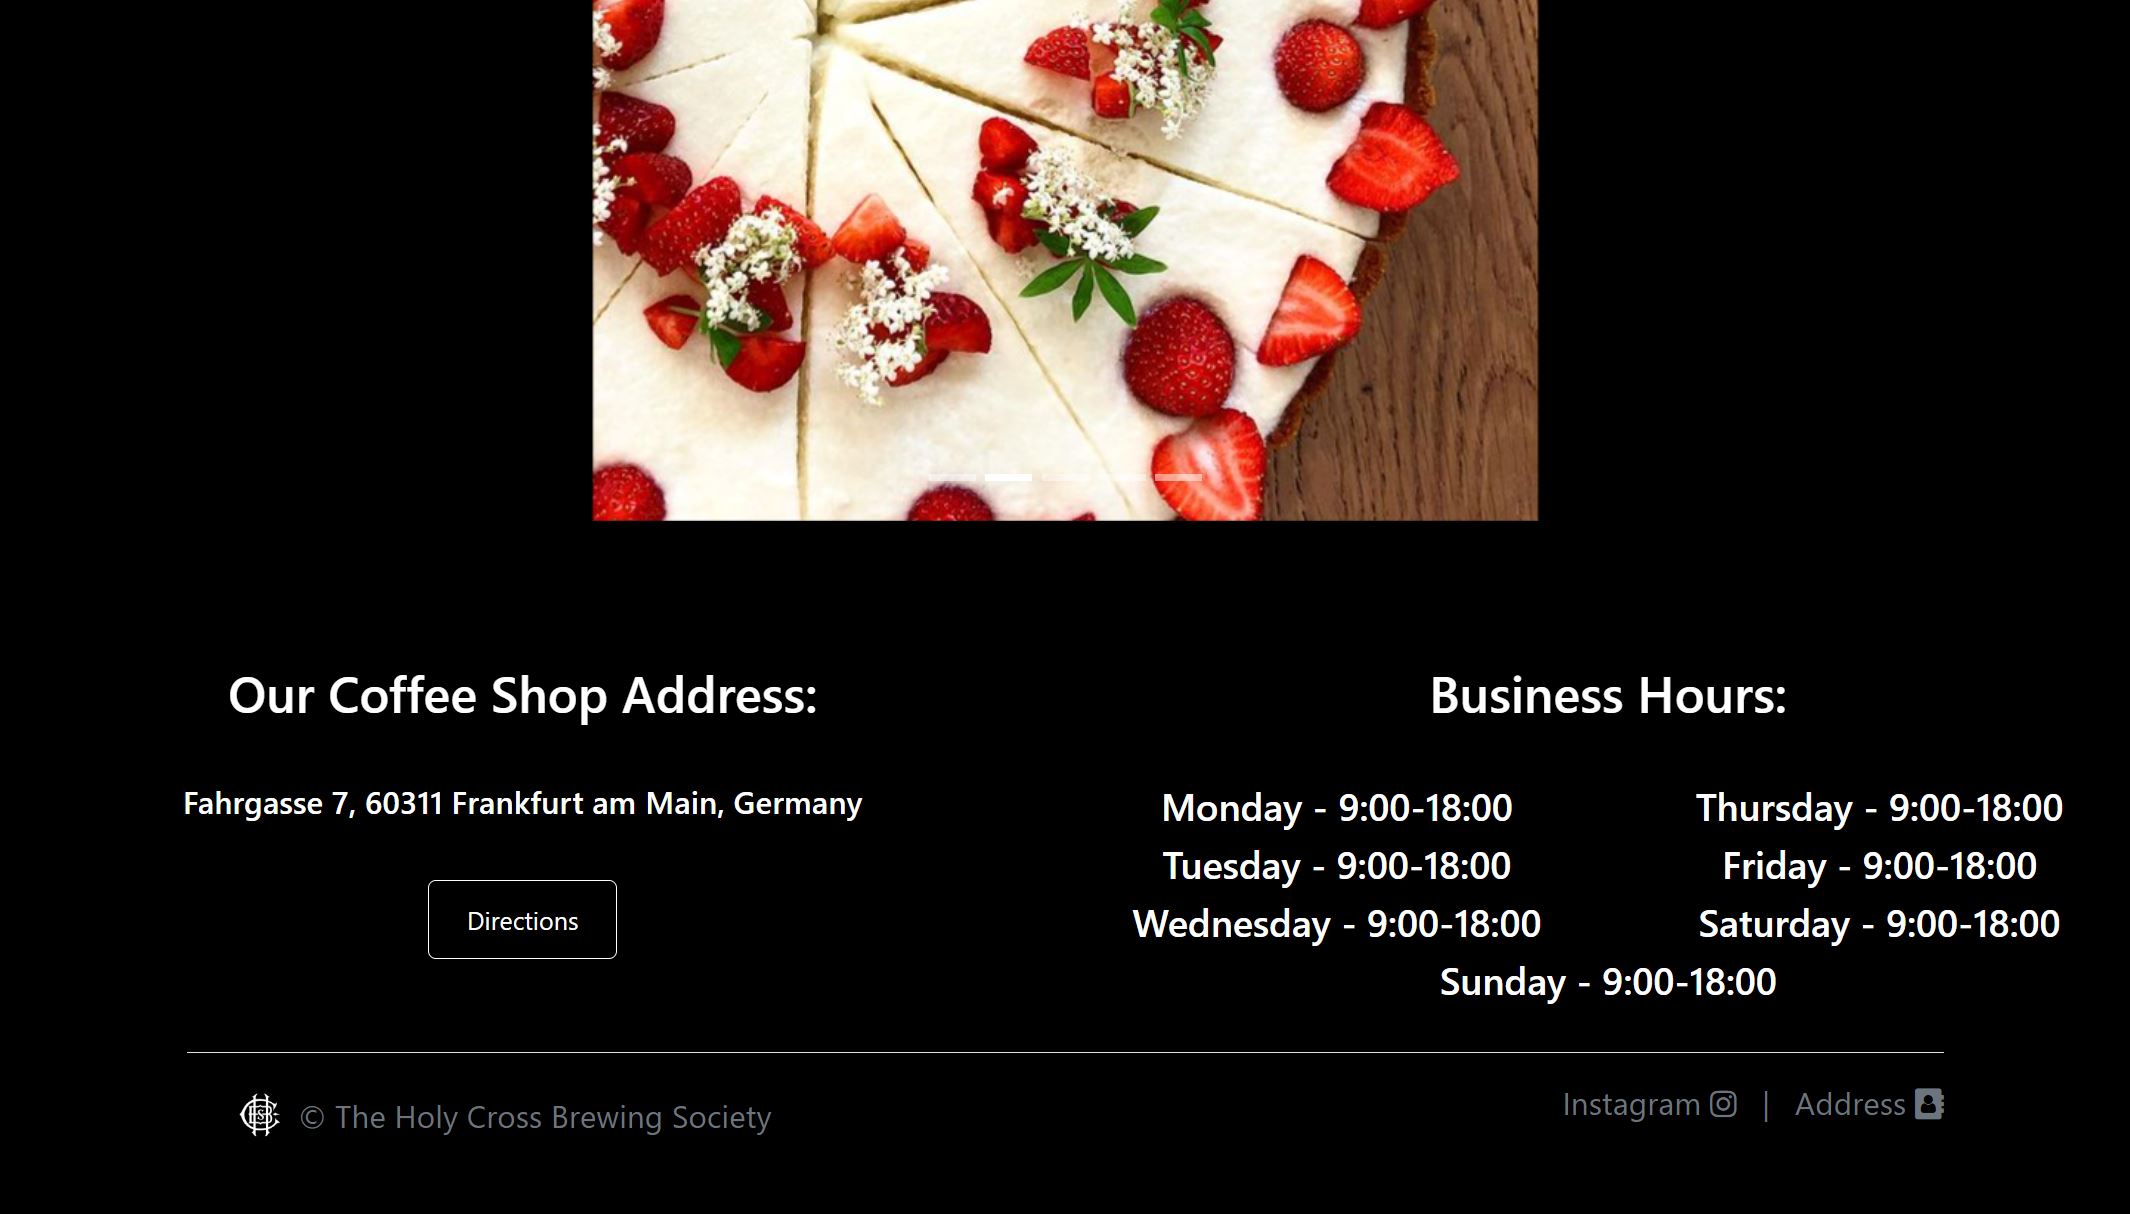 Our Coffee Shop Address:
Fahrgasse 7, 60311 Frankfurt am Main, Germany
Directions
Business Hours:
Monday - 9:00-18:00
Tuesday - 9:00-18:00
Wednesday - 9:00-18:00
Thursday - 9:00-18:00
Friday - 9:00-18:00
Saturday - 9:00-18:00
Sunday - 9:00-18:00
© The Holy Cross Brewing Society
Instagram | Address